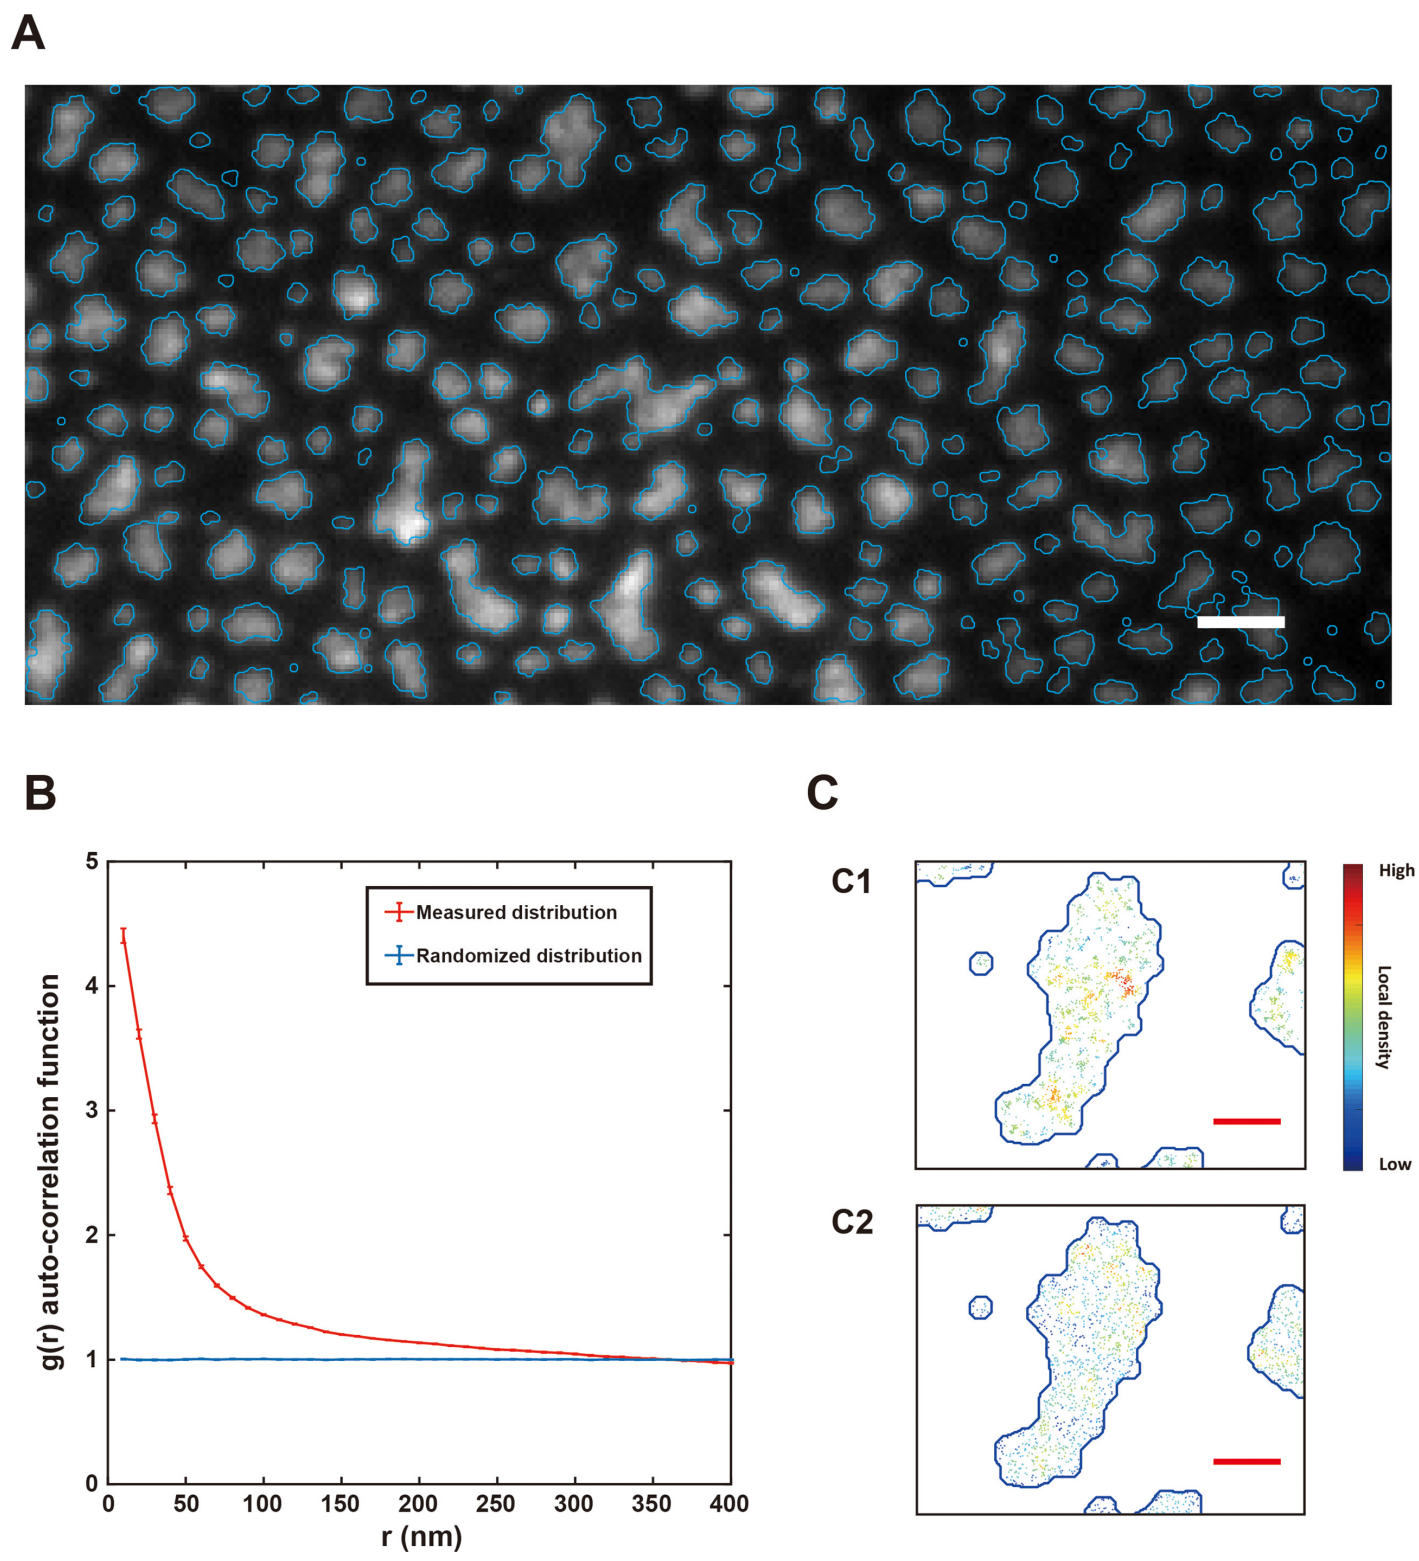 A
B
C
g(r) auto-correlation function
5
4
3
2
1
0
Measured distribution
Randomized distribution
0 50 100 150 200 250 300 350 400
r (nm)
C1
High
Local density
Low
C2